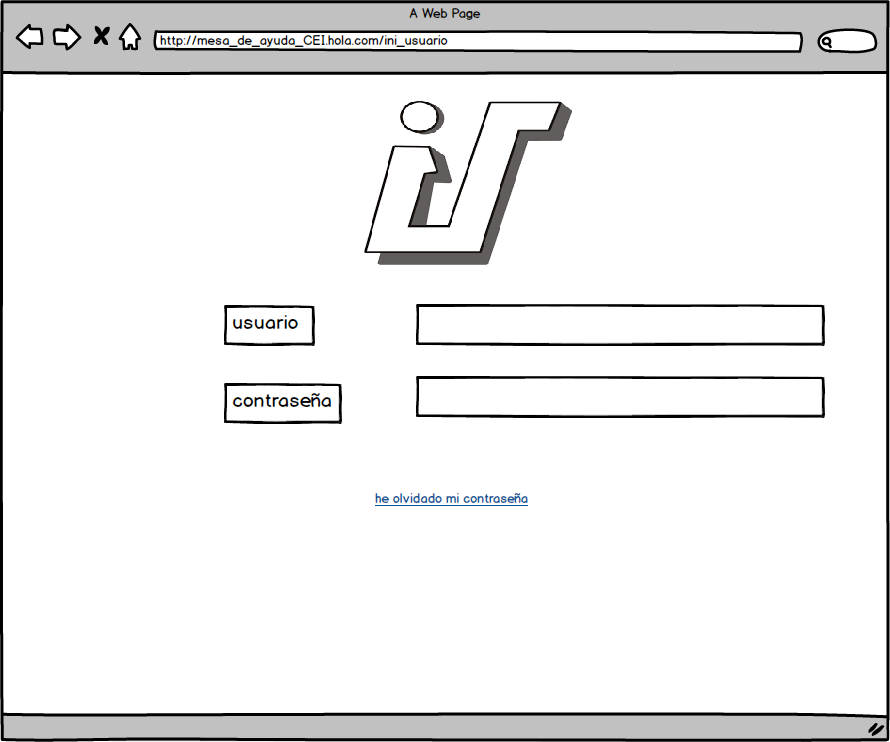 A Web Page
http://mesa_de_ayuda_CEI.hola.com/ini_usuario
usuario
contraseña
he olvidado mi contraseña